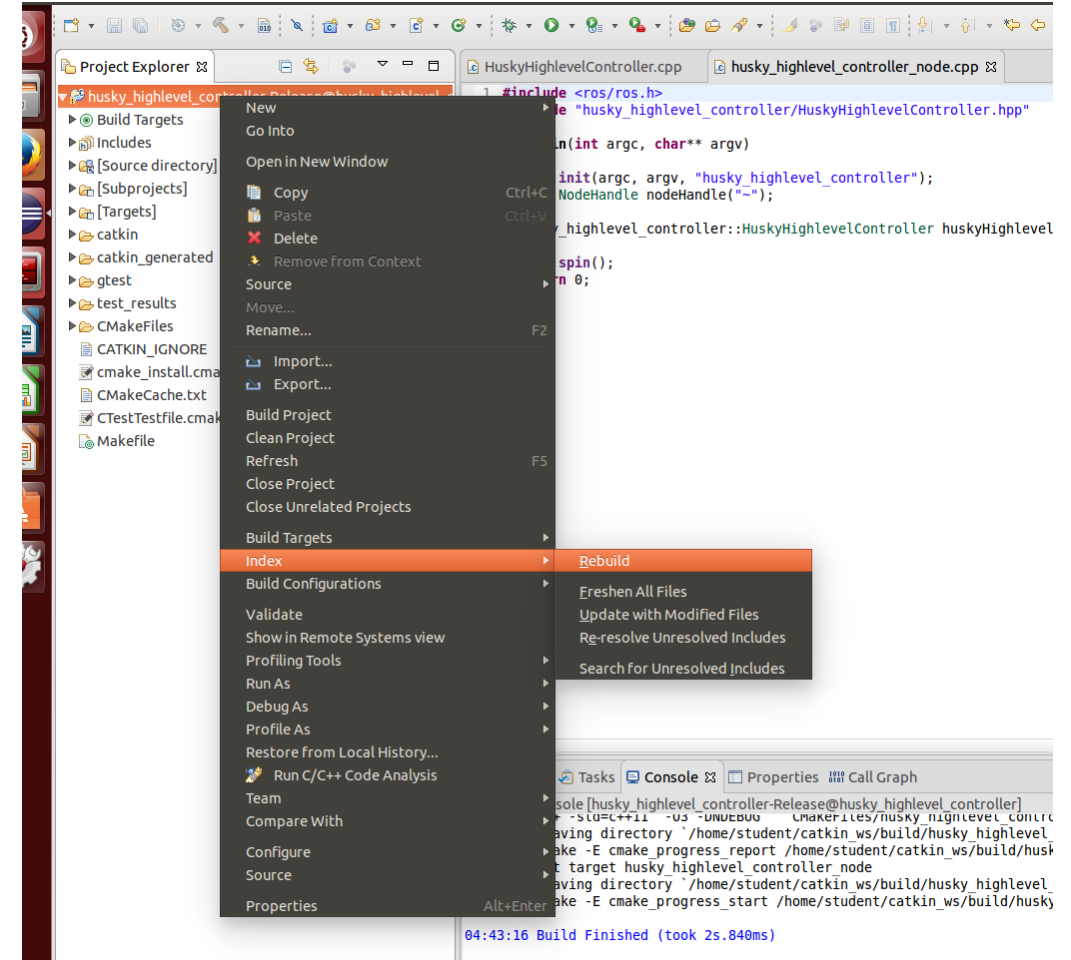 Project Explorer
HuskyHighlevelController.cpp
husky_highlevel_controller_node.cpp
Build Targets
Includes
[Source directory]
[Subprojects]
[Targets]
catkin
catkin_generated
gtest
test_results
CMakeFiles
CATKIN_IGNORE
cmake_install.cma
CMakeCache.txt
CTestTestfile.cmak
Makefile
New
Go Into
Open in New Window
Copy Ctrl+C
Paste Ctrl+V
Delete
Remove from Context
Source
Move...
Rename... F2
Import...
Export...
Build Project
Clean Project
Refresh F5
Close Project
Close Unrelated Projects
Build Targets
Index
Build Configurations
Validate
Show in Remote Systems view
Profiling Tools
Run As
Debug As
Profile As
Restore from Local History...
Run C/C++ Code Analysis
Team
Compare With
Configure
Source
Properties Alt+Enter
Rebuild
Freshen All Files
Update with Modified Files
Re-resolve Unresolved Includes
Search for Unresolved Includes
1 #include <ros/ros.h>
de "husky_highlevel_controller/HuskyHighlevelController.hpp"
in(int argc, char** argv)
init(argc, argv, "husky_highlevel_controller");
NodeHandle nodeHandle("~");
y_highlevel_controller::HuskyHighlevelController huskyHighlevel
spin();
rn 0;
Tasks Console Properties Call Graph
sole [husky_highlevel_controller-Release@husky_highlevel_controller]
-std=c++11 -O3 -DNDEBUG CMakeFiles/husky_highlevel_contro
aving directory `/home/student/catkin_ws/build/husky_highlevel_
ake -E cmake_progress_report /home/student/catkin_ws/build/husk
t target husky_highlevel_controller_node
aving directory `/home/student/catkin_ws/build/husky_highlevel_
ake -E cmake_progress_start /home/student/catkin_ws/build/husky
04:43:16 Build Finished (took 2s.840ms)